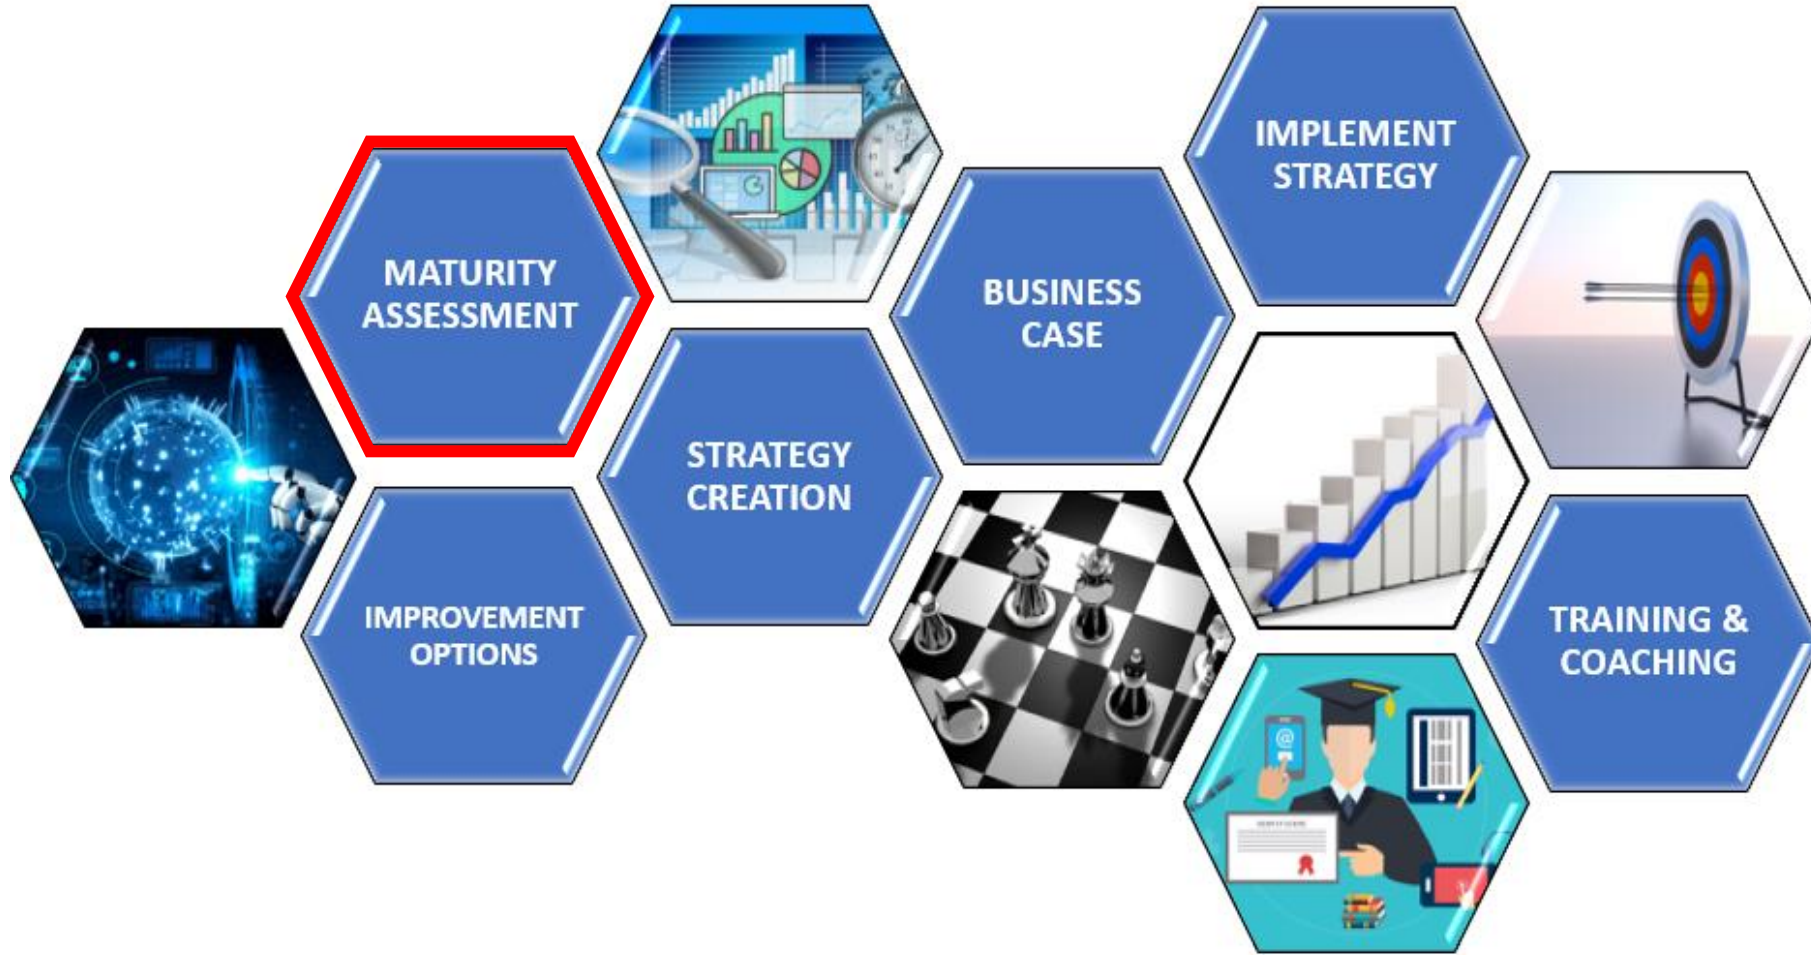 MATURITY
ASSESSMENT
IMPROVEMENT
OPTIONS
STRATEGY
CREATION
BUSINESS
CASE
IMPLEMENT
STRATEGY
TRAINING &
COACHING
@